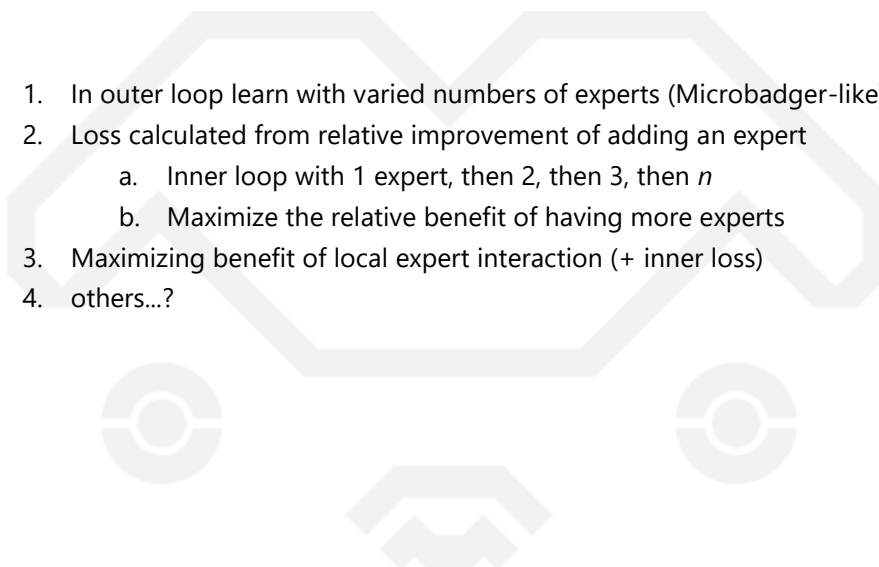 1. In outer loop learn with varied numbers of experts (Microbadger-like
2. Loss calculated from relative improvement of adding an expert
a. Inner loop with 1 expert, then 2, then 3, then n
b. Maximize the relative benefit of having more experts
3. Maximizing benefit of local expert interaction (+ inner loss)
4. others...?